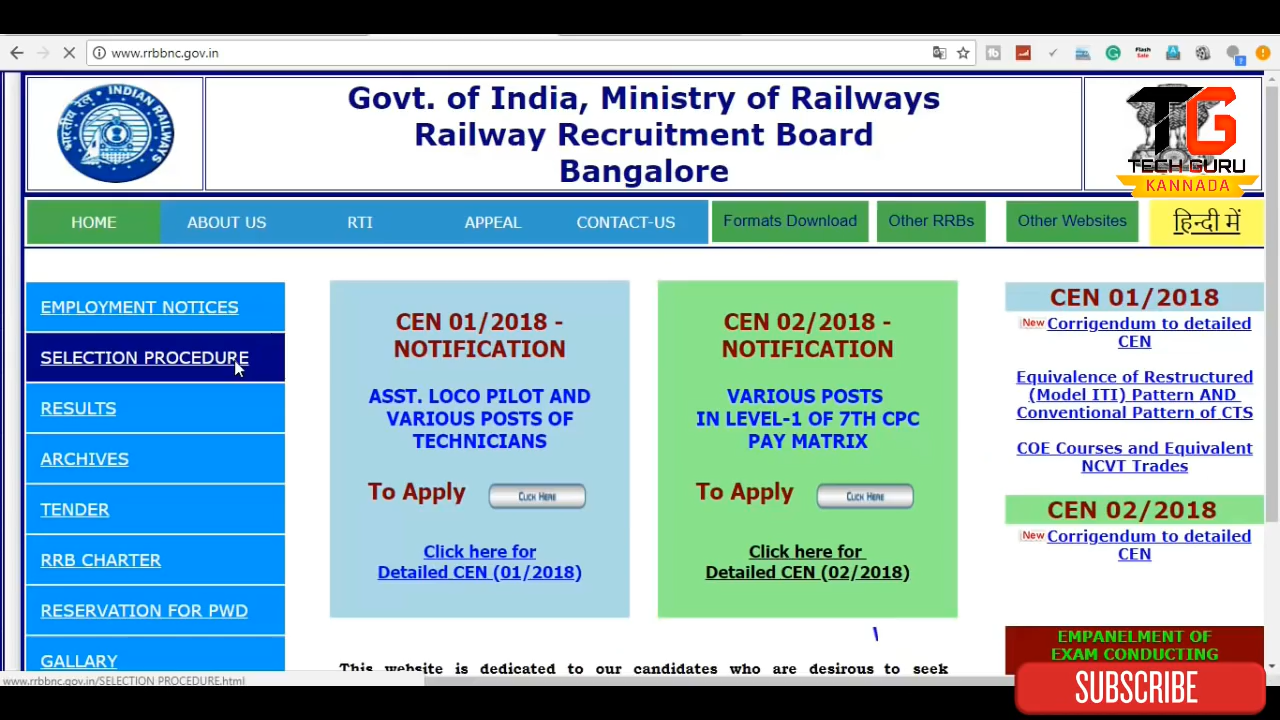 www.rrbbnc.gov.in
INDIAN RAILWAYS
भारतीय रेल
Govt. of India, Ministry of Railways
Railway Recruitment Board
Bangalore
TG
TECH GURU
KANNADA
HOME
ABOUT US
RTI
APPEAL
CONTACT-US
Formats Download
Other RRBs
Other Websites
हिन्दी में
EMPLOYMENT NOTICES
SELECTION PROCEDURE
RESULTS
ARCHIVES
TENDER
RRB CHARTER
RESERVATION FOR PWD
GALLARY
CEN 01/2018 -
NOTIFICATION
ASST. LOCO PILOT AND
VARIOUS POSTS OF
TECHNICIANS
To Apply Click Here
Click here for
Detailed CEN (01/2018)
CEN 02/2018 -
NOTIFICATION
VARIOUS POSTS
IN LEVEL-1 OF 7TH CPC
PAY MATRIX
To Apply Click Here
Click here for
Detailed CEN (02/2018)
This website is dedicated to our candidates who are desirous to seek
CEN 01/2018
New Corrigendum to detailed
CEN
Equivalence of Restructured
(Model ITI) Pattern AND
Conventional Pattern of CTS
COE Courses and Equivalent
NCVT Trades
CEN 02/2018
New Corrigendum to detailed
CEN
EMPANELMENT OF
EXAM CONDUCTING
SUBSCRIBE
www.rrbbnc.gov.in/SELECTION PROCEDURE.html